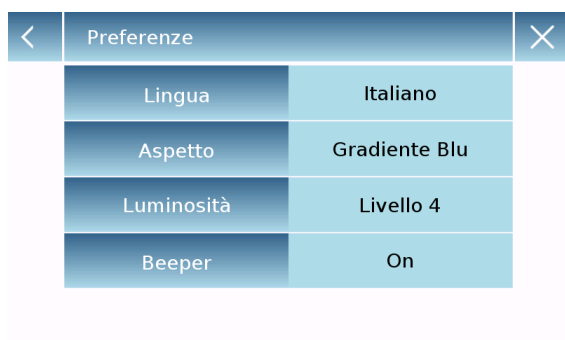 Preferenze
Lingua Italiano
Aspetto Gradiente Blu
Luminosità Livello 4
Beeper On